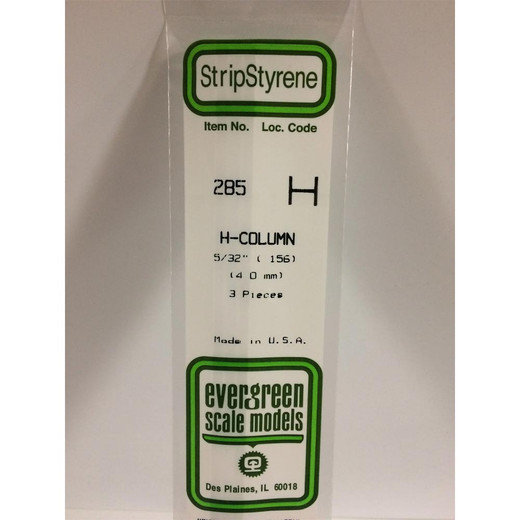 StripStyrene
Item No. Loc. Code
285 H
H-COLUMN
5/32" ( 156)
(4 0 mm)
3 Pieces
Made in U.S.A.
evergreen
scale models
Des Plaines, IL 60018